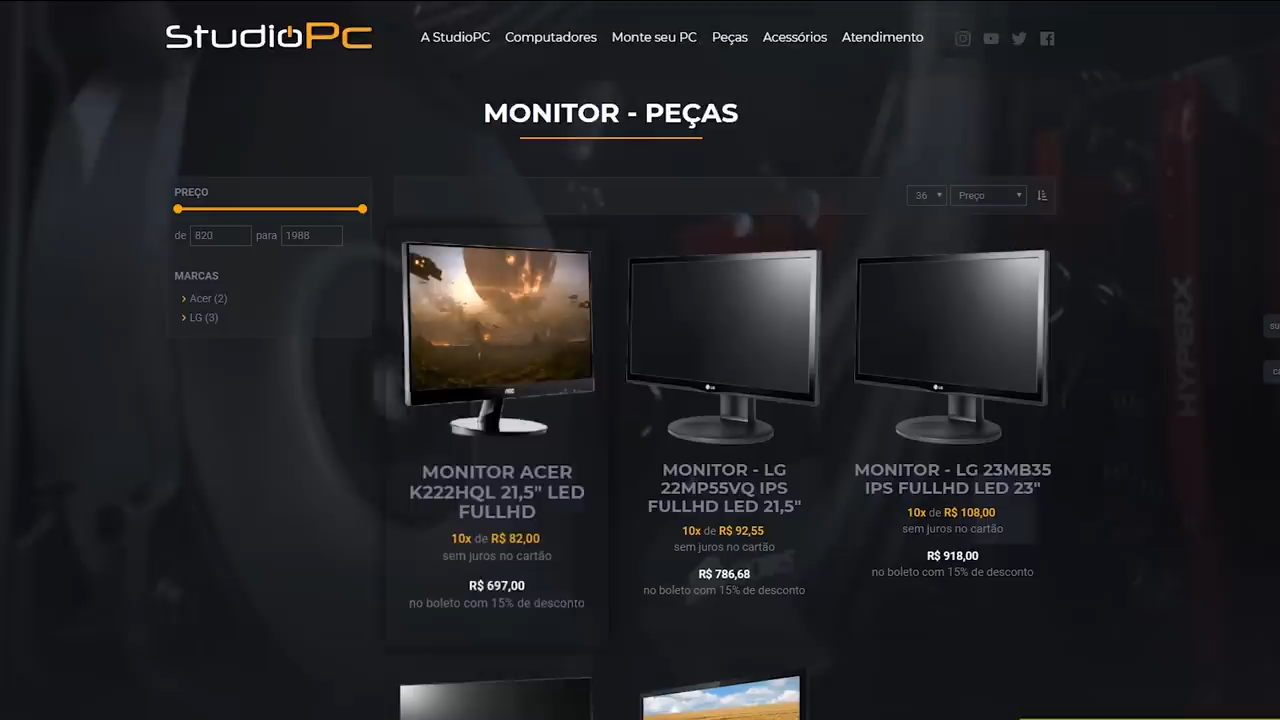 StudioPc
A StudioPC Computadores Monte seu PC Peças Acessórios Atendimento
MONITOR - PEÇAS
PREÇO
de 820 para 1988
MARCAS
Acer (2)
LG (3)
36 Preço
MONITOR ACER
K222HQL 21,5" LED
FULLHD
10x de R$ 82,00
sem juros no cartão
R$ 697,00
no boleto com 15% de desconto
MONITOR - LG
22MP55VQ IPS
FULLHD LED 21,5"
10x de R$ 92,55
sem juros no cartão
R$ 786,68
no boleto com 15% de desconto
MONITOR - LG 23MB35
IPS FULLHD LED 23"
10x de R$ 108,00
sem juros no cartão
R$ 918,00
no boleto com 15% de desconto
HYPERX